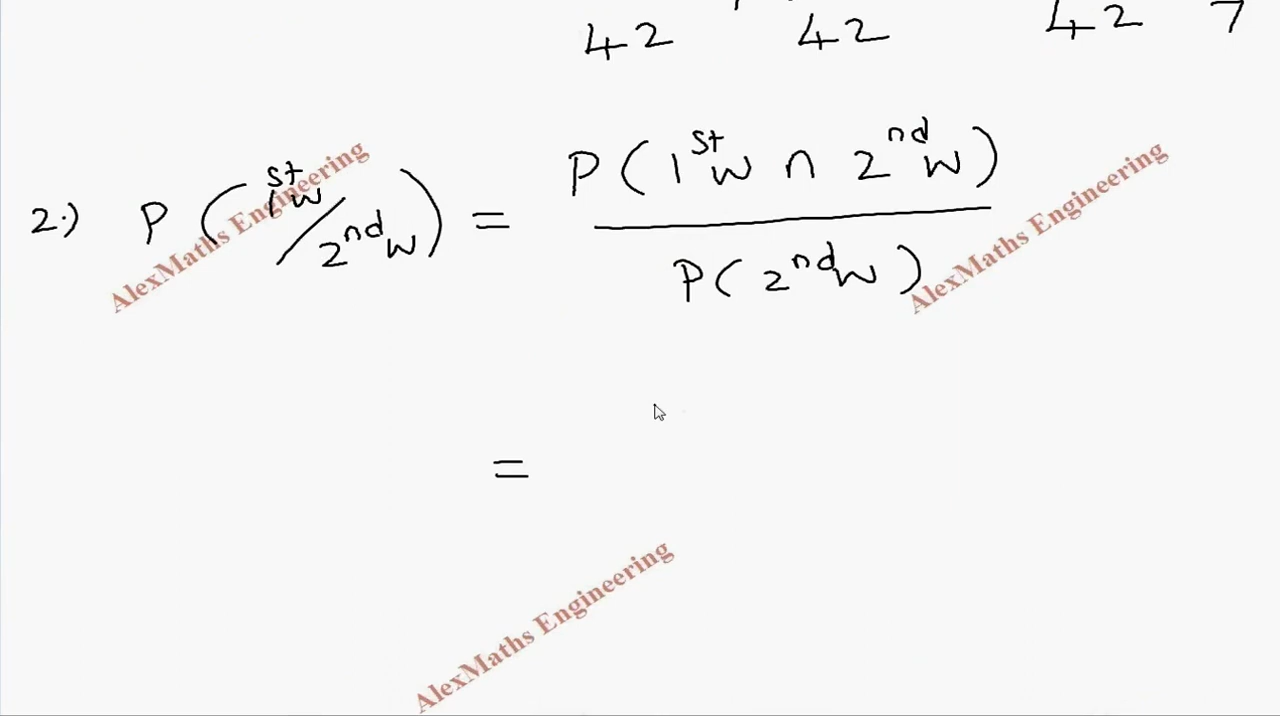 42 42 42 7
2.) P(1st W / 2nd W) = P(1st W ∩ 2nd W)
P(2nd W)
=
AlexMaths Engineering
AlexMaths Engineering
AlexMaths Engineering